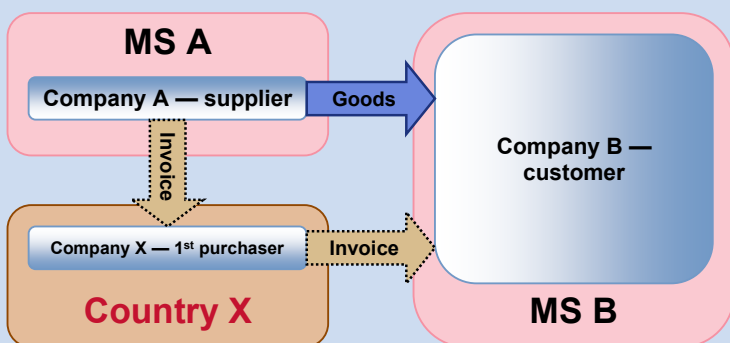 MS A
Company A — supplier
Goods
Company B —
customer
Invoice
Company X — 1st purchaser
Invoice
Country X
MS B